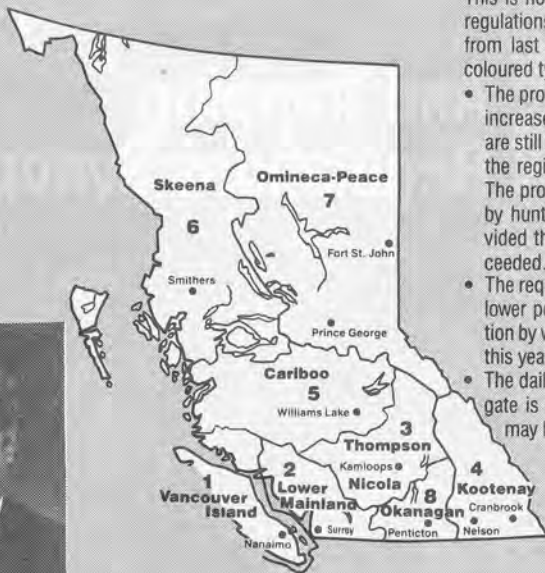 This is no
regulations
from last
coloured t
• The pro
increase
are still
the regi
The pro
by hunt
vided th
ceeded.
• The req
lower po
tion by v
this year
• The dail
gate is
may l
Skeena
6
Smithers
Omineca-Peace
7
Fort St. John
Prince George
Cariboo
5
Williams Lake
3
Thompson
Kamloops
Nicola
4
Kootenay
Cranbrook
Nelson
8
Okanagan
Penticton
2
Lower
Mainland
Surrey
1
Vancouver
Island
Nanaimo